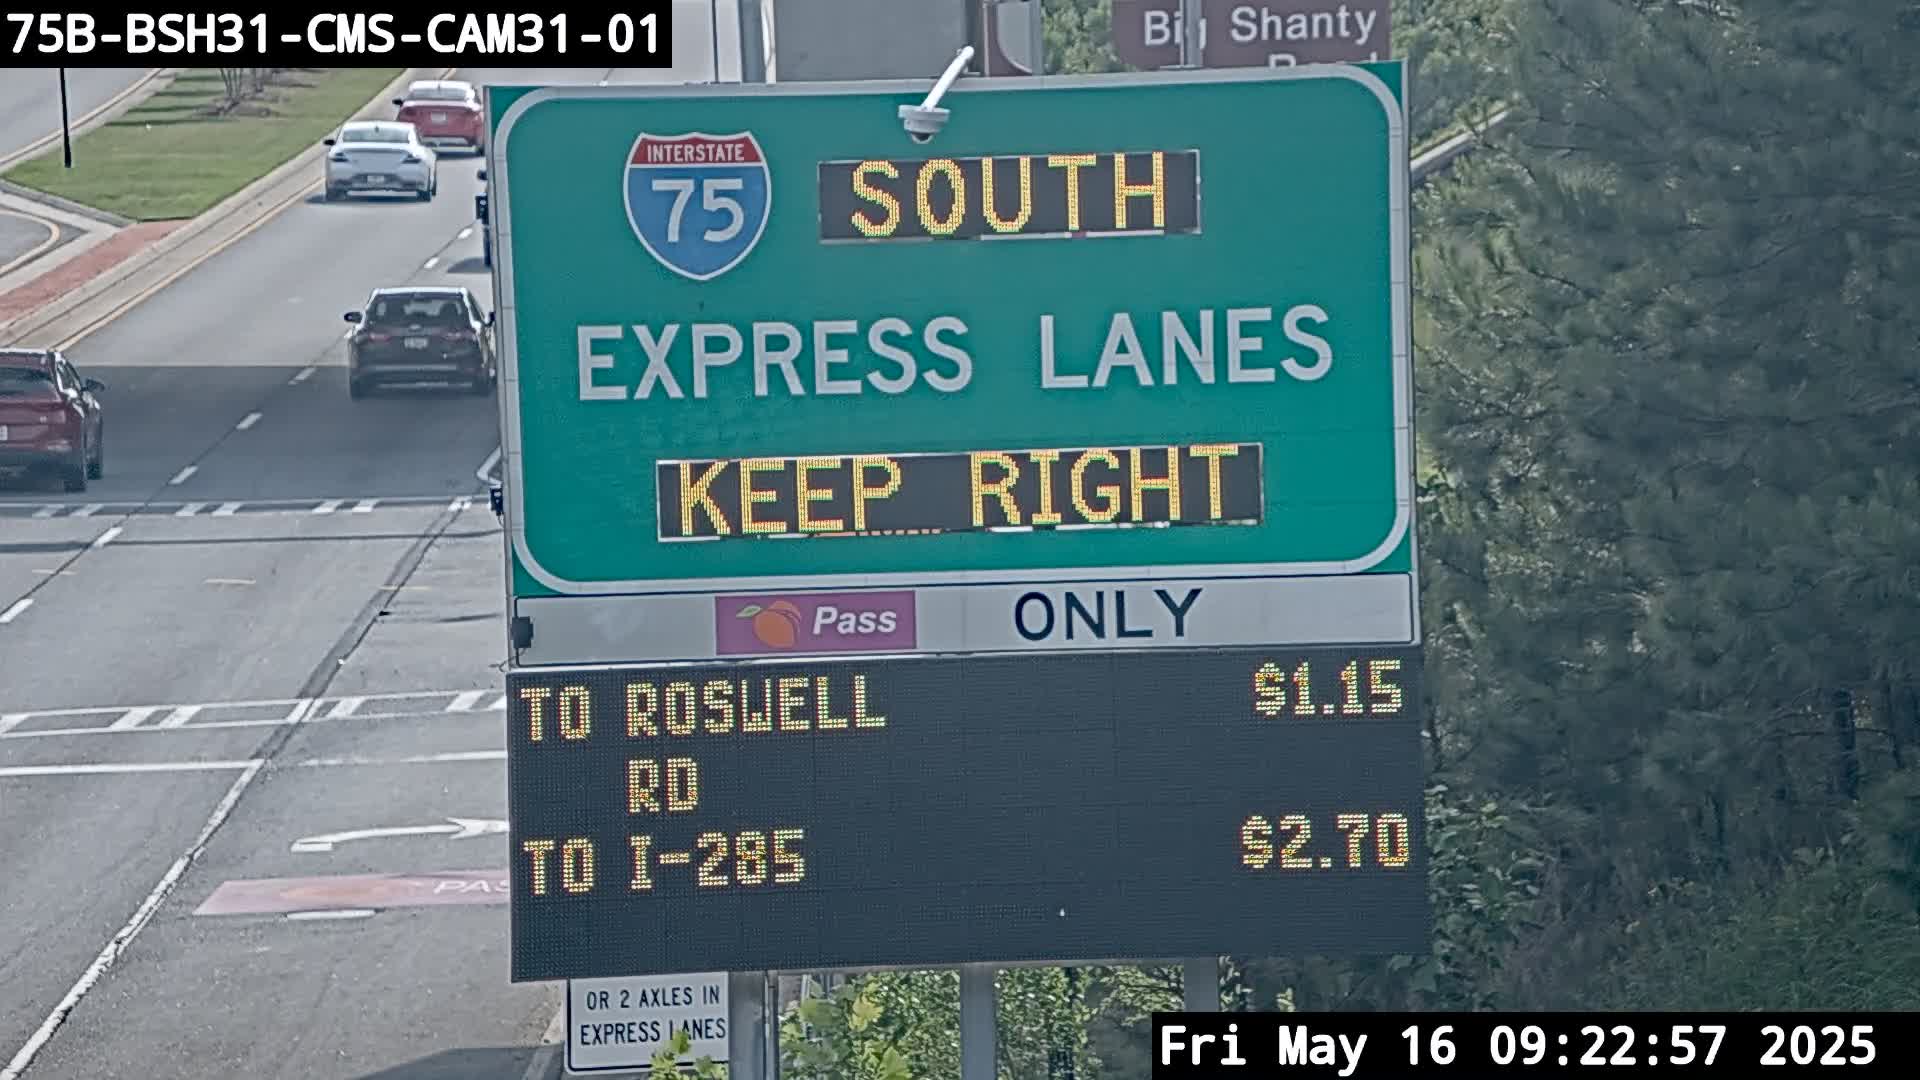 75B-BSH31-CMS-CAM31-01
Big Shanty
Road
INTERSTATE
75
SOUTH
EXPRESS LANES
KEEP RIGHT
Pass
ONLY
TO ROSWELL $1.15
RD
TO I-285 $2.70
PAS
OR 2 AXLES IN
EXPRESS LANES
Fri May 16 09:22:57 2025